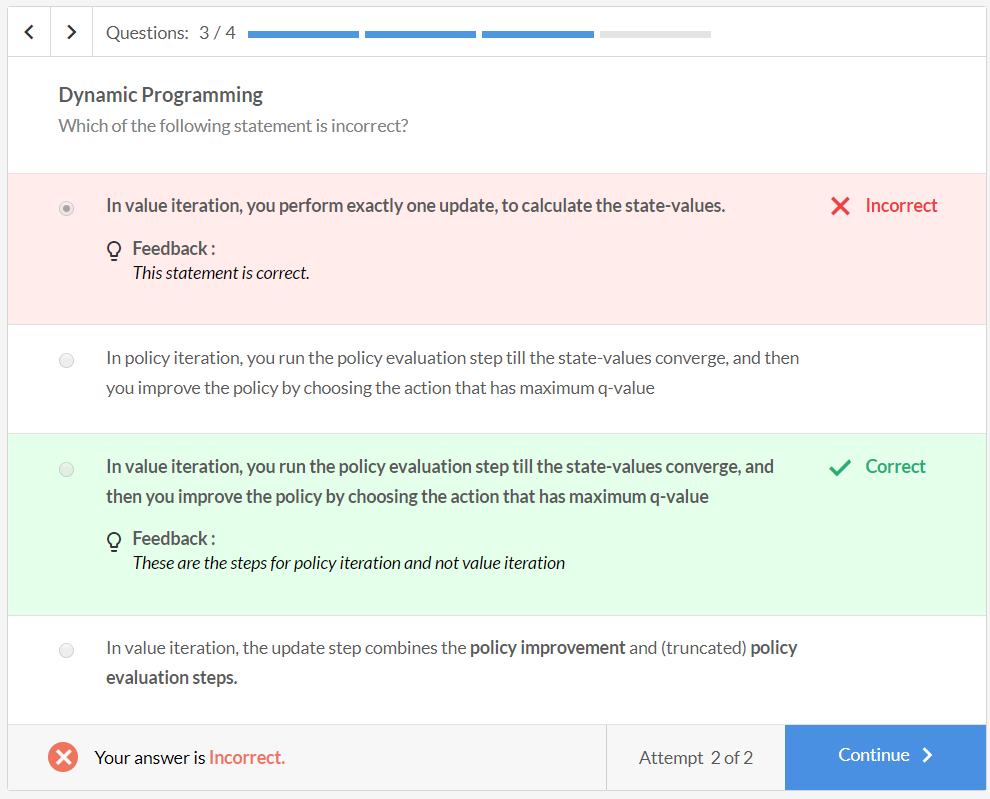 Questions: 3 / 4
Dynamic Programming
Which of the following statement is incorrect?
In value iteration, you perform exactly one update, to calculate the state-values.
Incorrect
Feedback :
This statement is correct.
In policy iteration, you run the policy evaluation step till the state-values converge, and then
you improve the policy by choosing the action that has maximum q-value
In value iteration, you run the policy evaluation step till the state-values converge, and
then you improve the policy by choosing the action that has maximum q-value
Correct
Feedback :
These are the steps for policy iteration and not value iteration
In value iteration, the update step combines the policy improvement and (truncated) policy
evaluation steps.
Your answer is Incorrect.
Attempt 2 of 2
Continue